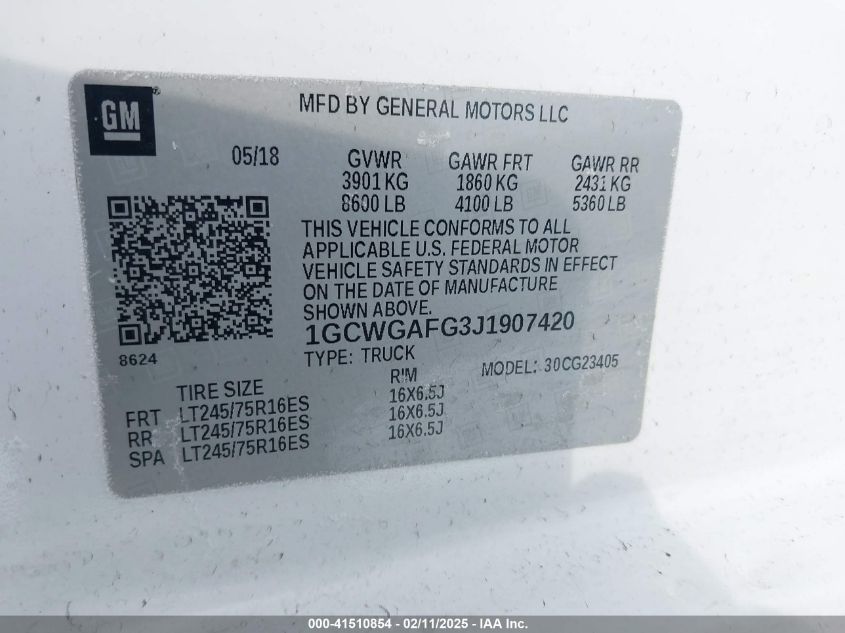 GM
MFD BY GENERAL MOTORS LLC
05/18 GVWR GAWR FRT GAWR RR
3901 KG 1860 KG 2431 KG
8600 LB 4100 LB 5360 LB
THIS VEHICLE CONFORMS TO ALL
APPLICABLE U.S. FEDERAL MOTOR
VEHICLE SAFETY STANDARDS IN EFFECT
ON THE DATE OF MANUFACTURE
SHOWN ABOVE.
1GCWGAFG3J1907420
8624
TYPE: TRUCK MODEL: 30CG23405
TIRE SIZE RIM
FRT LT245/75R16ES 16X6.5J
RR LT245/75R16ES 16X6.5J
SPA LT245/75R16ES 16X6.5J
000-41510854 - 02/11/2025 - IAA Inc.